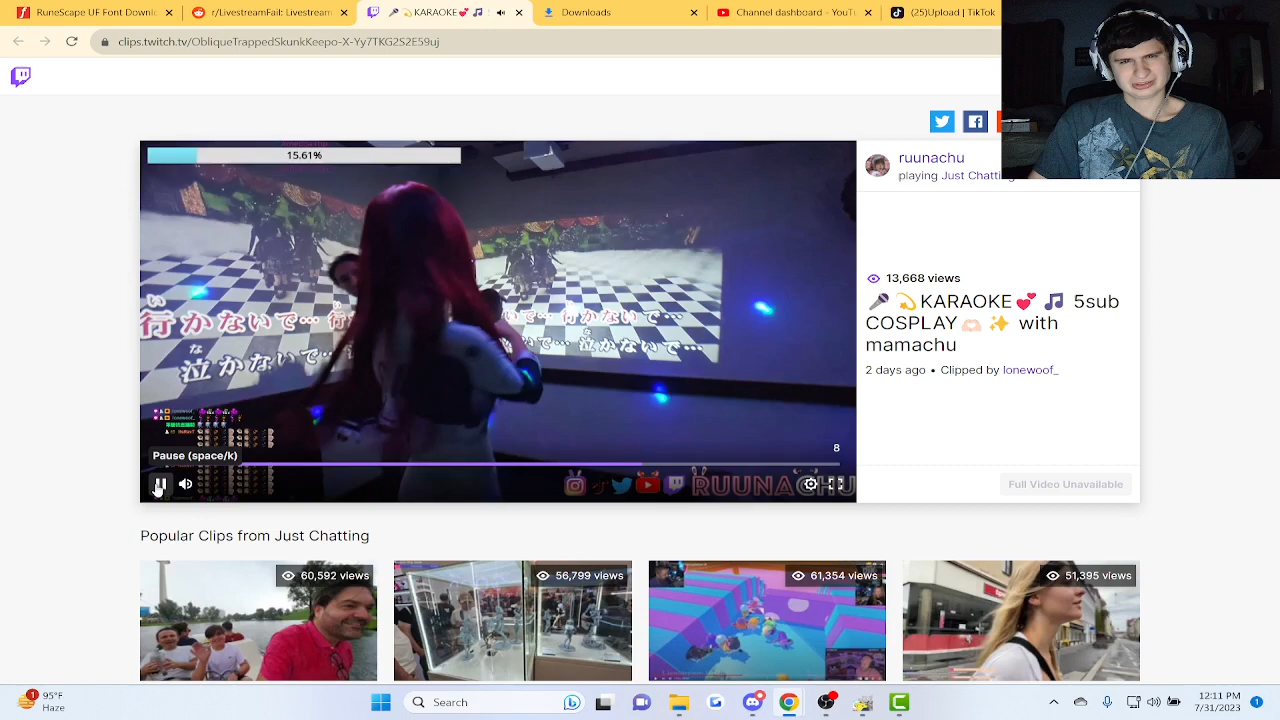 RuneScape UF Font Downlo
/LivestreamFail: Livestream
🎤 💫KARAOKE💕 🎵
Downloads
Channel dashboard - YouT
(25)Upload | TikTok
clips.twitch.tv/ObliqueTrappedSkunkKeepo-X-Yy7TKG2S2E59uj
15.61%
ruunachu
playing Just Chatting
13,668 views
🎤💫KARAOKE💕🎵 5sub
COSPLAY🫶🏻✨ with
mamachu
2 days ago • Clipped by lonewoof_
い
行かないで…
行かないで…
な
泣かないで…
泣かないで…
Pause (space/k)
8
RUUNACHU
Full Video Unavailable
Popular Clips from Just Chatting
60,592 views
56,799 views
61,354 views
51,395 views
1
95°F
Haze
Search
12:11 PM
7/31/2023
1